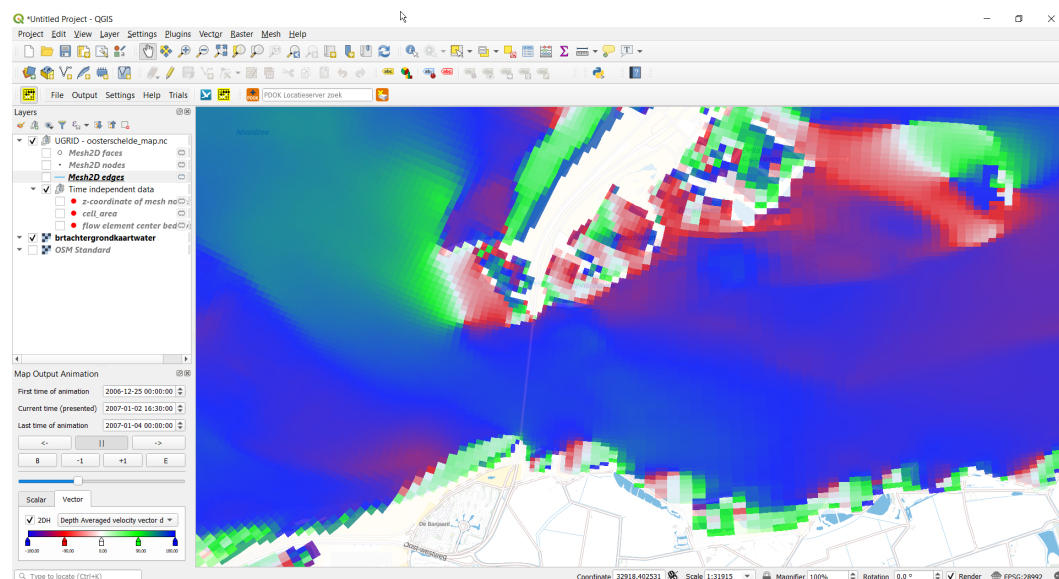 *Untitled Project - QGIS
Project Edit View Layer Settings Plugins Vector Raster Mesh Help
File Output Settings Help Trials
PDOK Locatieserver zoek
Layers
UGRID - oosterschelde_map.nc
Mesh2D faces
Mesh2D nodes
Mesh2D edges
Time independent data
z-coordinate of mesh no
cell_area
flow element center bed
brtachtergrondkaartwater
OSM Standard
Map Output Animation
First time of animation 2006-12-25 00:00:00
Current time (presented) 2007-01-02 16:30:00
Last time of animation 2007-01-04 00:00:00
<- || ->
B -1 +1 E
Scalar Vector
2DH Depth Averaged velocity vector d
-180.00 -90.00 0.00 90.00 180.00
De Banjaard
Oost-westweg
Type to locate (Ctrl+K) Coordinate 32918,402531 Scale 1:31915 Magnifier 100% Rotation 0,0 ° Render EPSG:28992